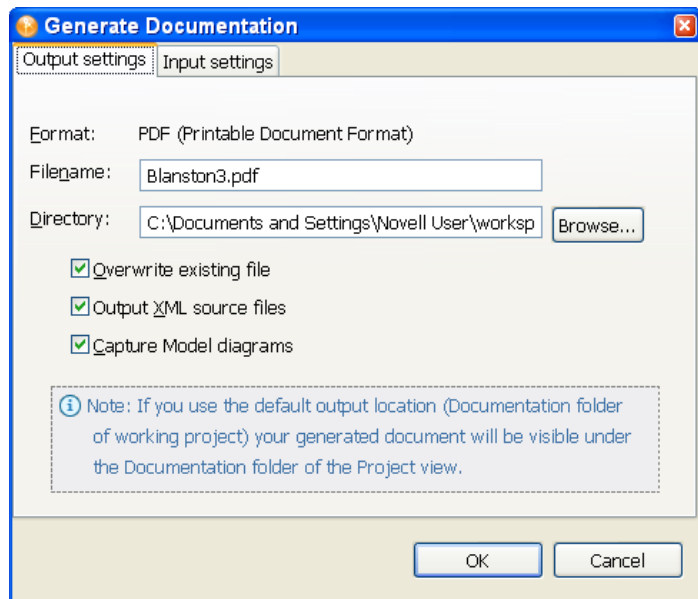 Generate Documentation
Output settings
Input settings
Format: PDF (Printable Document Format)
Filename: Blanston3.pdf
Directory: C:\Documents and Settings\Novell User\worksp Browse...
Overwrite existing file
Output XML source files
Capture Model diagrams
Note: If you use the default output location (Documentation folder
of working project) your generated document will be visible under
the Documentation folder of the Project view.
OK
Cancel